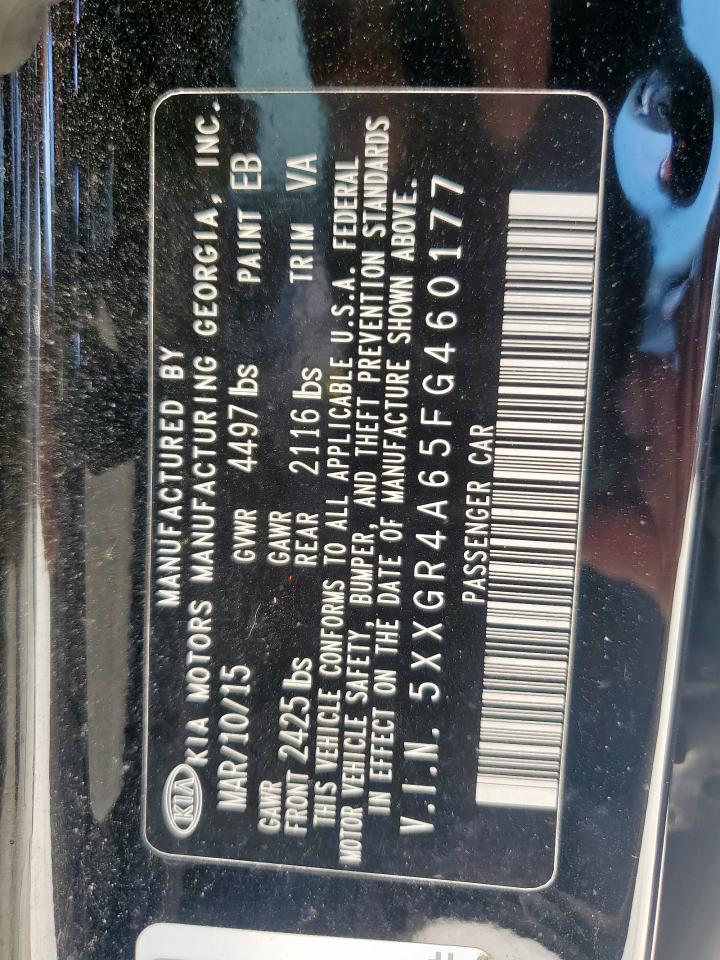 MANUFACTURED BY
KIA KIA MOTORS MANUFACTURING GEORGIA, INC.
MAR/10/15 GVWR 4497 lbs PAINT EB
GAWR GAWR
FRONT 2425 lbs REAR 2116 lbs TRIM VA
THIS VEHICLE CONFORMS TO ALL APPLICABLE U.S.A. FEDERAL
MOTOR VEHICLE SAFETY, BUMPER, AND THEFT PREVENTION STANDARDS
IN EFFECT ON THE DATE OF MANUFACTURE SHOWN ABOVE.
V.I.N. 5XXGR4A65FG460177
PASSENGER CAR